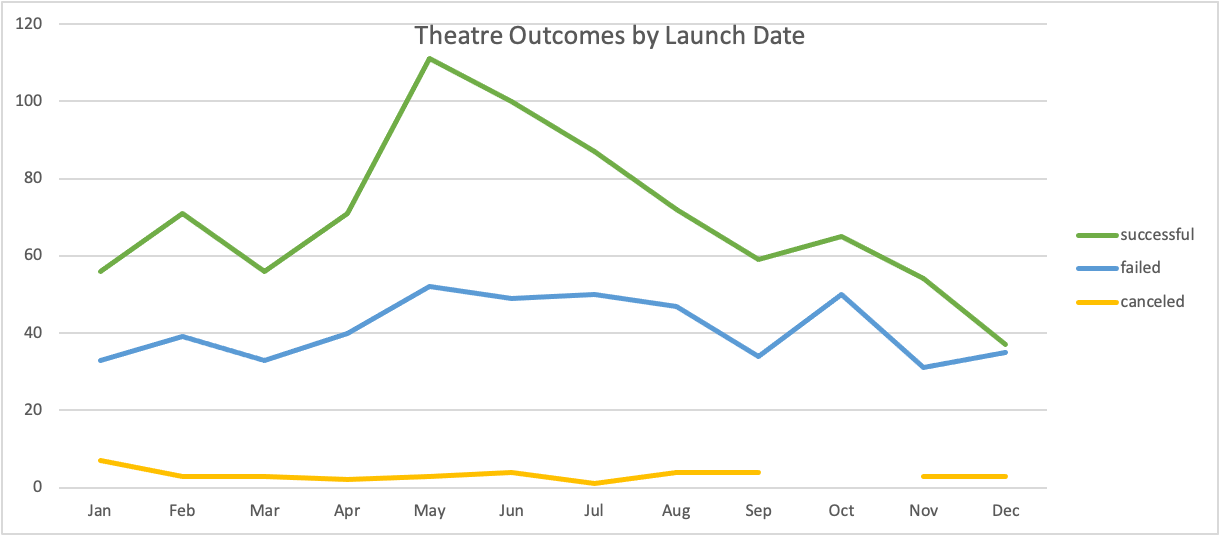 Theatre Outcomes by Launch Date
120
100
80
60
40
20
0
Jan Feb Mar Apr May Jun Jul Aug Sep Oct Nov Dec
successful
failed
canceled